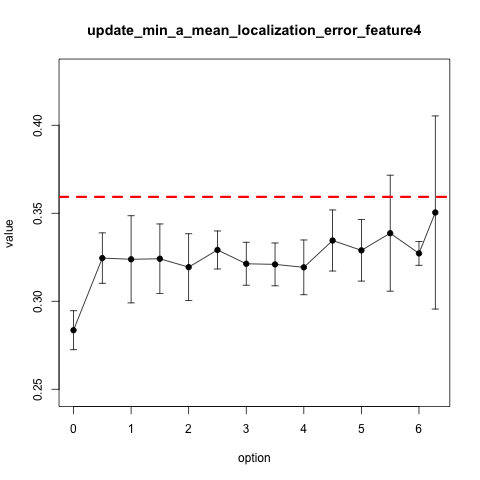 update_min_a_mean_localization_error_feature4
value
0.40
0.35
0.30
0.25
0 1 2 3 4 5 6
option